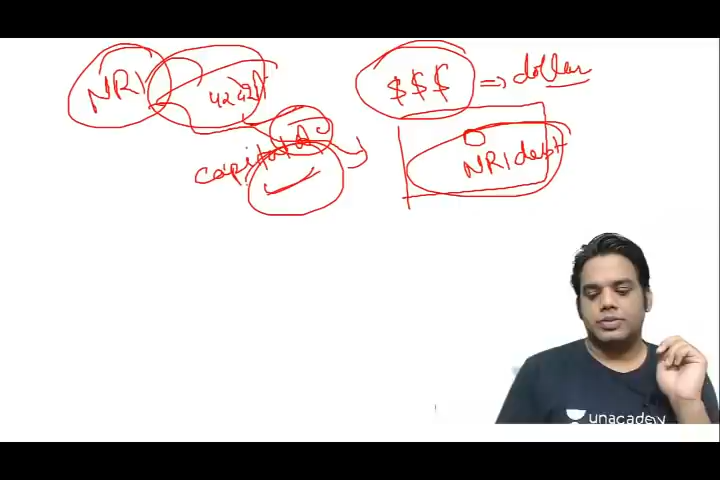 NRI
$$$ ⇒ dollar
capital A/c
NRI debt
unacademy